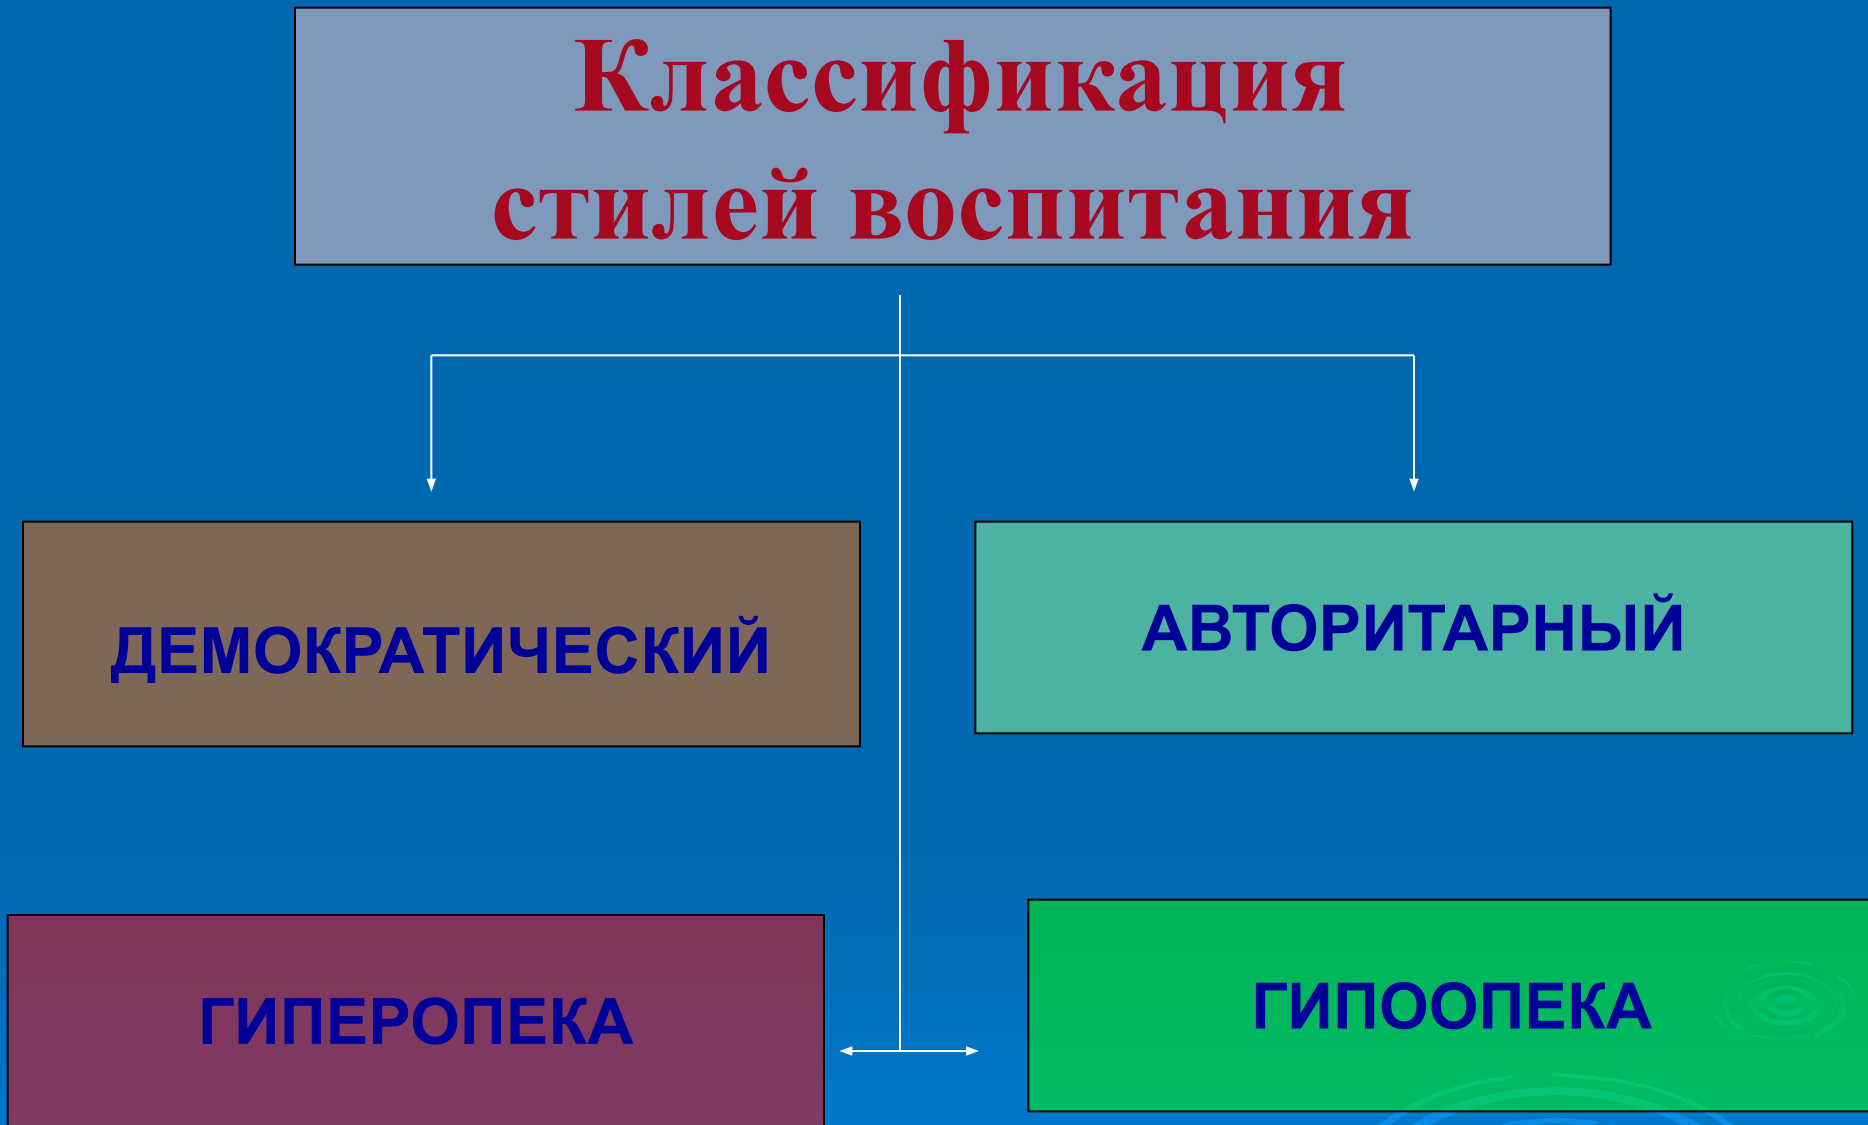 Классификация
стилей воспитания
ДЕМОКРАТИЧЕСКИЙ
АВТОРИТАРНЫЙ
ГИПЕРОПЕКА
ГИПООПЕКА